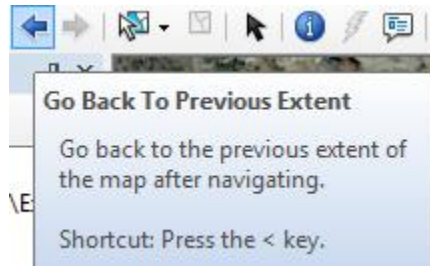 Go Back To Previous Extent
Go back to the previous extent of
the map after navigating.
\E
Shortcut: Press the < key.